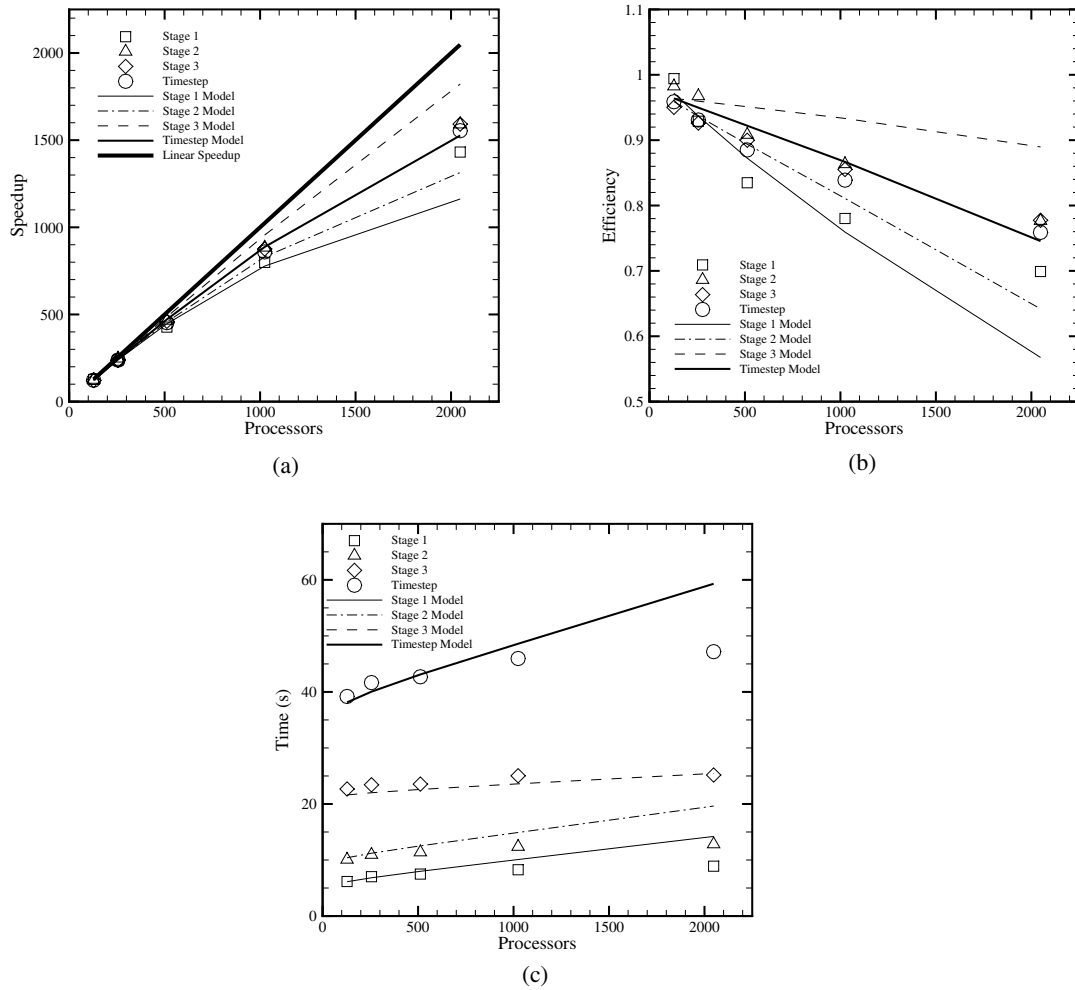 2000
1500
1000
500
0
Speedup
Stage 1
Stage 2
Stage 3
Timestep
Stage 1 Model
Stage 2 Model
Stage 3 Model
Timestep Model
Linear Speedup
0 500 1000 1500 2000
Processors
(a)
1.1
1
0.9
0.8
0.7
0.6
0.5
Efficiency
Stage 1
Stage 2
Stage 3
Timestep
Stage 1 Model
Stage 2 Model
Stage 3 Model
Timestep Model
0 500 1000 1500 2000
Processors
(b)
60
40
20
0
Time (s)
Stage 1
Stage 2
Stage 3
Timestep
Stage 1 Model
Stage 2 Model
Stage 3 Model
Timestep Model
0 500 1000 1500 2000
Processors
(c)